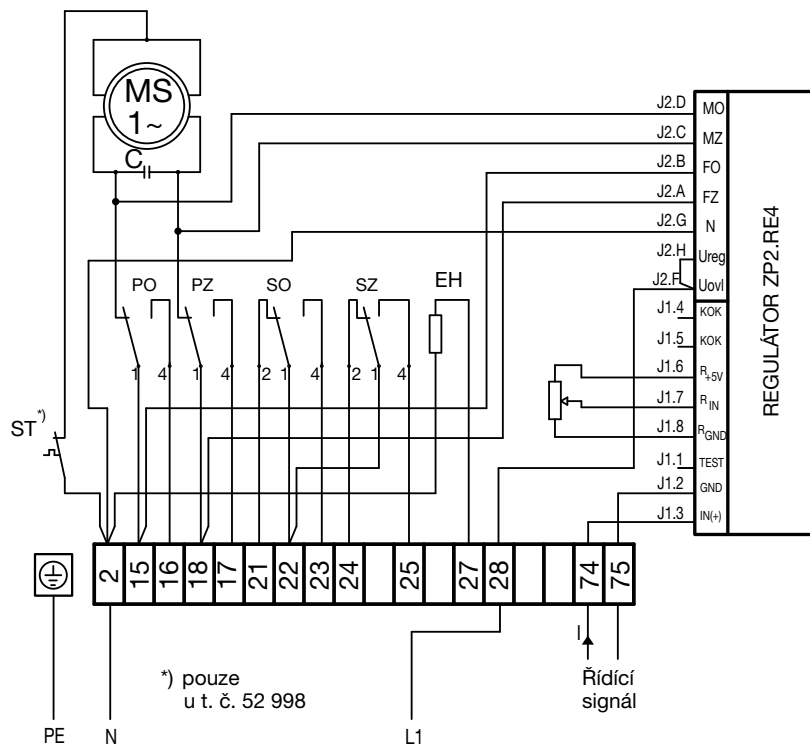 MS
1~
C
J2.D MO
J2.C MZ
J2.B FO
J2.A FZ
J2.G N
J2.H Ureg
J2.F Uovl
J1.4 KOK
J1.5 KOK
J1.6 R+5V
J1.7 RIN
J1.8 RGND
J1.1 TEST
J1.2 GND
J1.3 IN(+)
REGULÁTOR ZP2.RE4
PO PZ SO SZ EH
1 4 1 4 2 1 4 2 1 4
ST*)
2 15 16 18 17 21 22 23 24 25 27 28 74 75
I
*) pouze
u t. č. 52 998
Řídící
signál
PE N L1